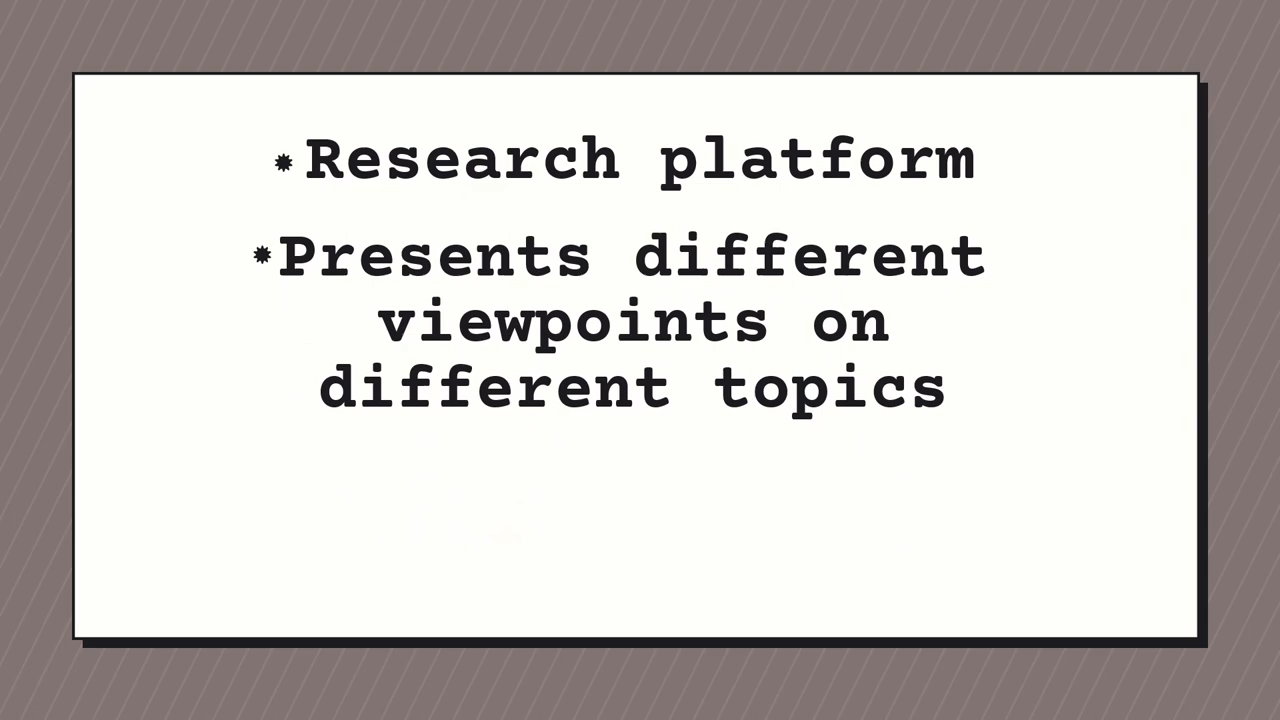 Research platform
Presents different
viewpoints on
different topics